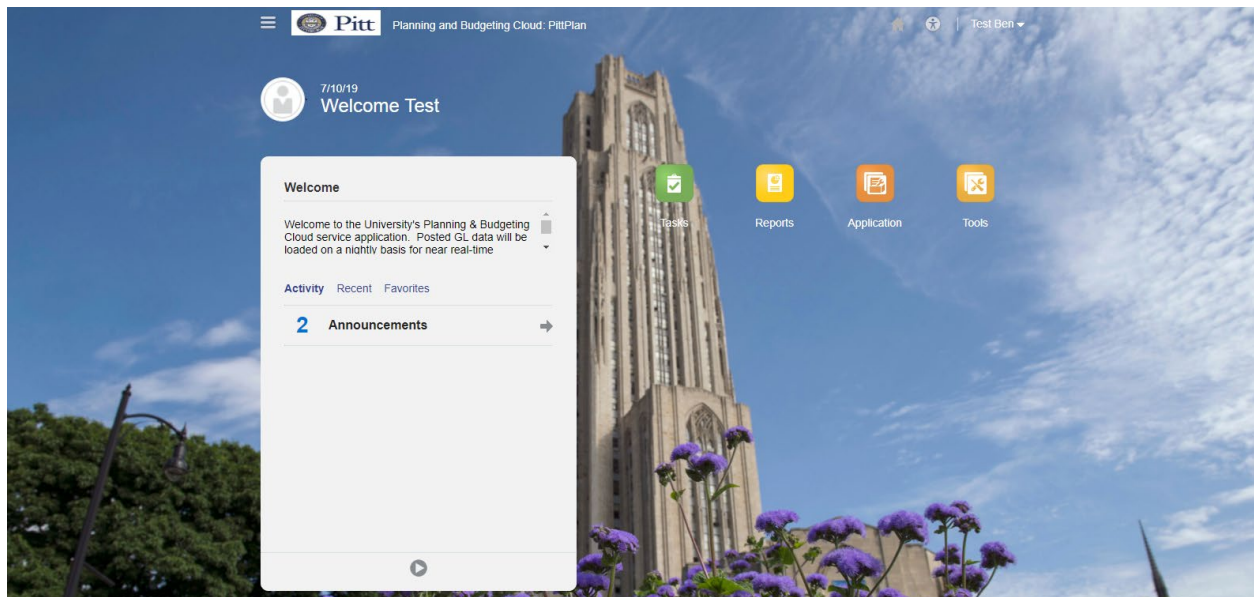 Pitt
Planning and Budgeting Cloud: PittPlan
Test Ben
7/10/19
Welcome Test
Welcome
Welcome to the University's Planning & Budgeting
Cloud service application. Posted GL data will be
loaded on a nightly basis for near real-time
Activity Recent Favorites
2 Announcements
Tasks Reports Application Tools